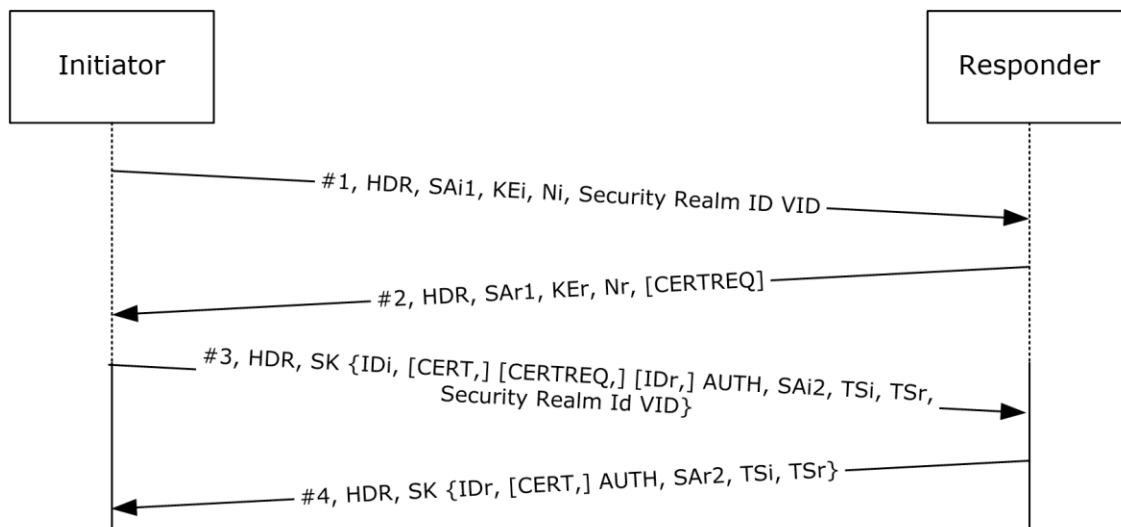 Initiator
Responder
#1, HDR, SAi1, KEi, Ni, Security Realm ID VID
#2, HDR, SAr1, KEr, Nr, [CERTREQ]
#3, HDR, SK {IDi, [CERT,] [CERTREQ,] [IDr,] AUTH, SAi2, TSi, TSr,
Security Realm Id VID}
#4, HDR, SK {IDr, [CERT,] AUTH, SAr2, TSi, TSr}